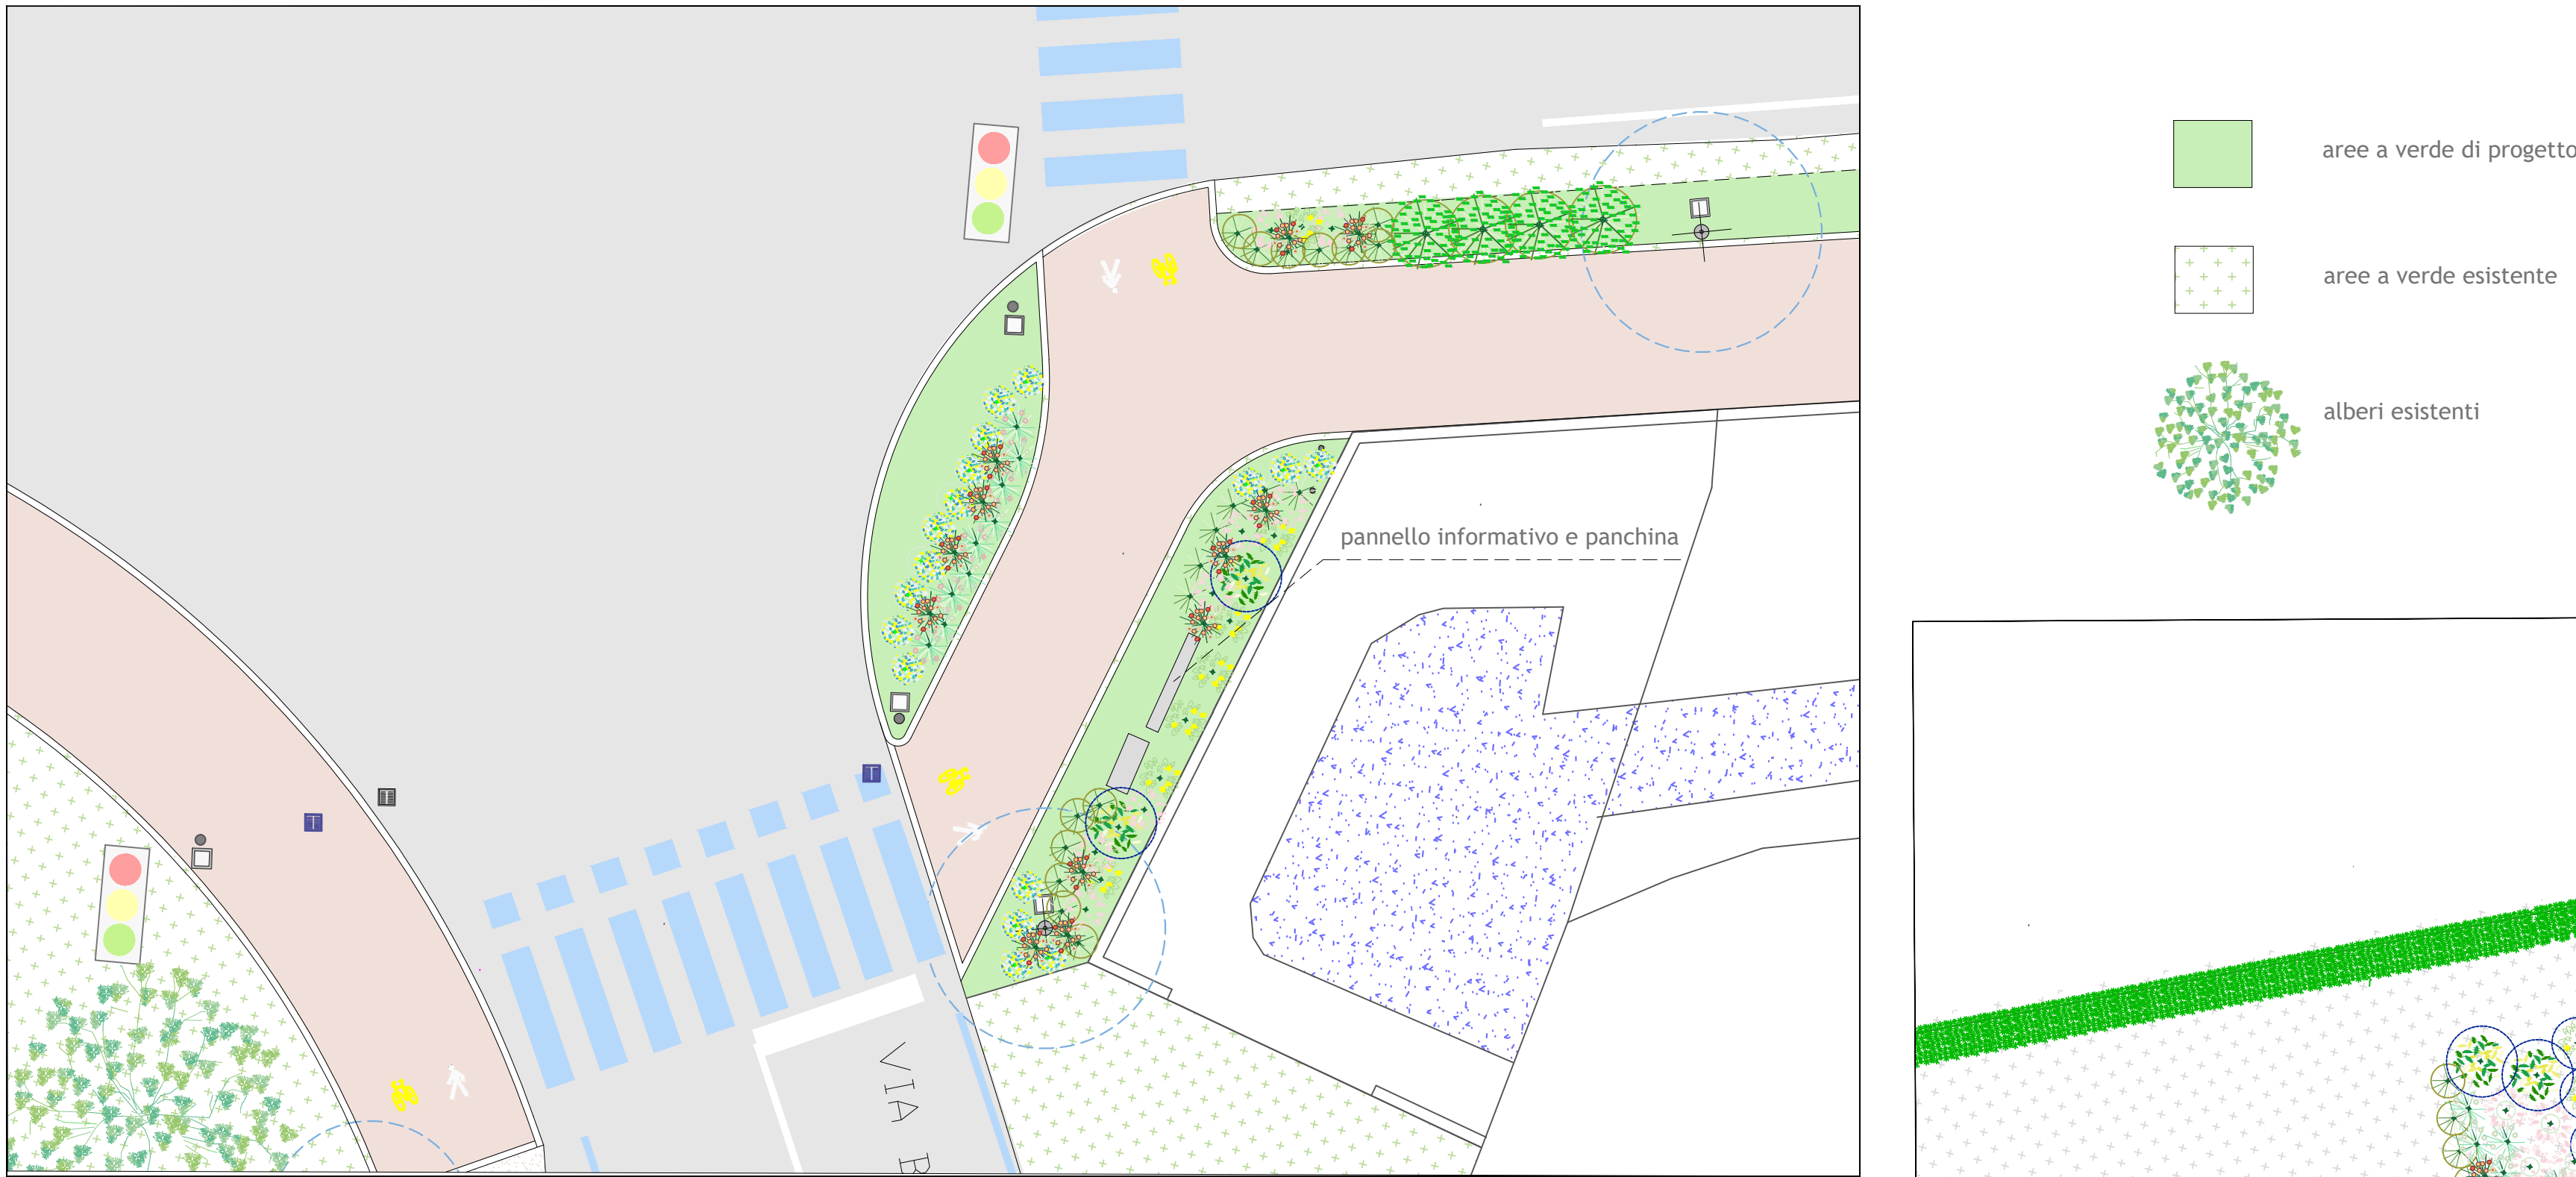 aree a verde di progetto
aree a verde esistente
alberi esistenti
pannello informativo e panchina
T
T
VIA